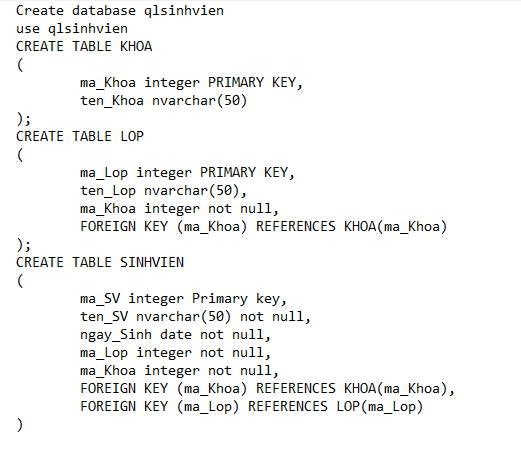 Create database qlsinhvien
use qlsinhvien
CREATE TABLE KHOA
(
ma_Khoa integer PRIMARY KEY,
ten_Khoa nvarchar(50)
);
CREATE TABLE LOP
(
ma_Lop integer PRIMARY KEY,
ten_Lop nvarchar(50),
ma_Khoa integer not null,
FOREIGN KEY (ma_Khoa) REFERENCES KHOA(ma_Khoa)
);
CREATE TABLE SINHVIEN
(
ma_SV integer Primary key,
ten_SV nvarchar(50) not null,
ngay_Sinh date not null,
ma_Lop integer not null,
ma_Khoa integer not null,
FOREIGN KEY (ma_Khoa) REFERENCES KHOA(ma_Khoa),
FOREIGN KEY (ma_Lop) REFERENCES LOP(ma_Lop)
)